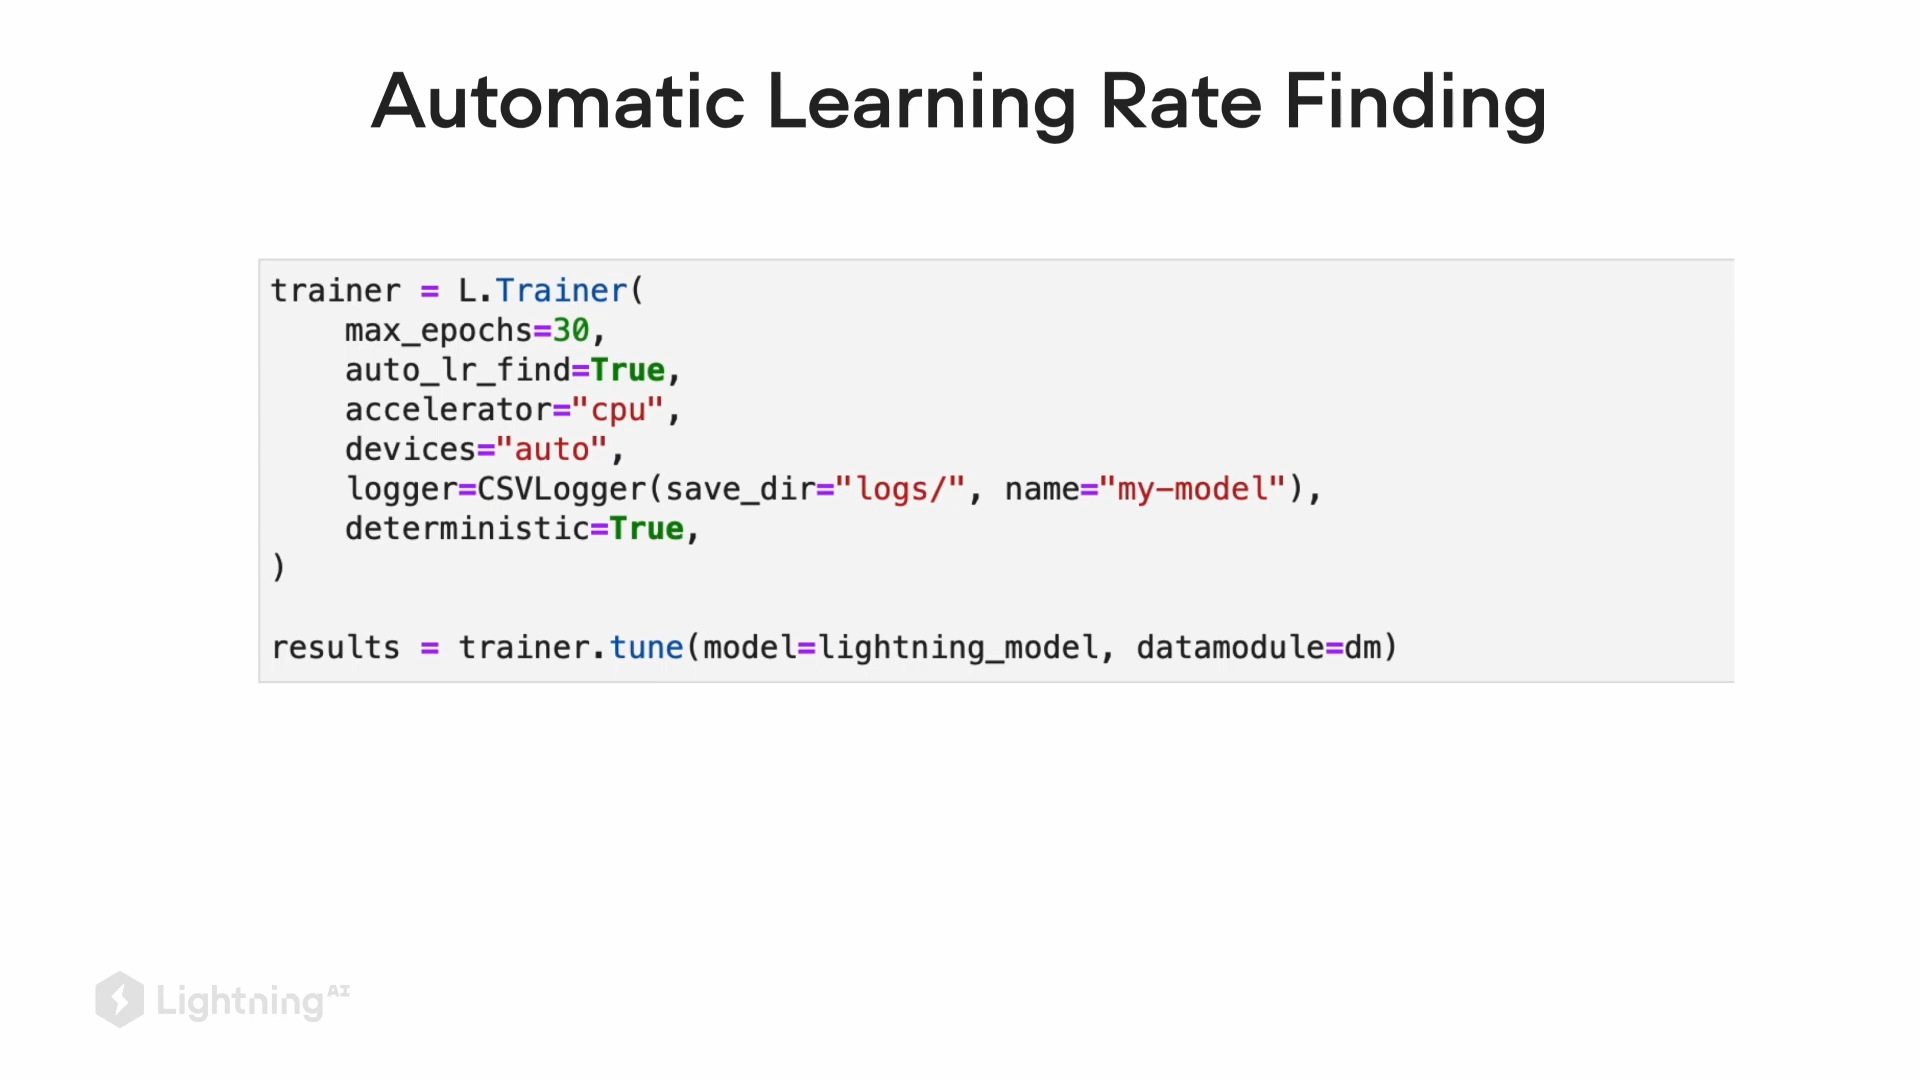 Automatic Learning Rate Finding
trainer = L.Trainer(
    max_epochs=30,
    auto_lr_find=True,
    accelerator="cpu",
    devices="auto",
    logger=CSVLogger(save_dir="logs/", name="my-model"),
    deterministic=True,
)
results = trainer.tune(model=lightning_model, datamodule=dm)
Lightning AI